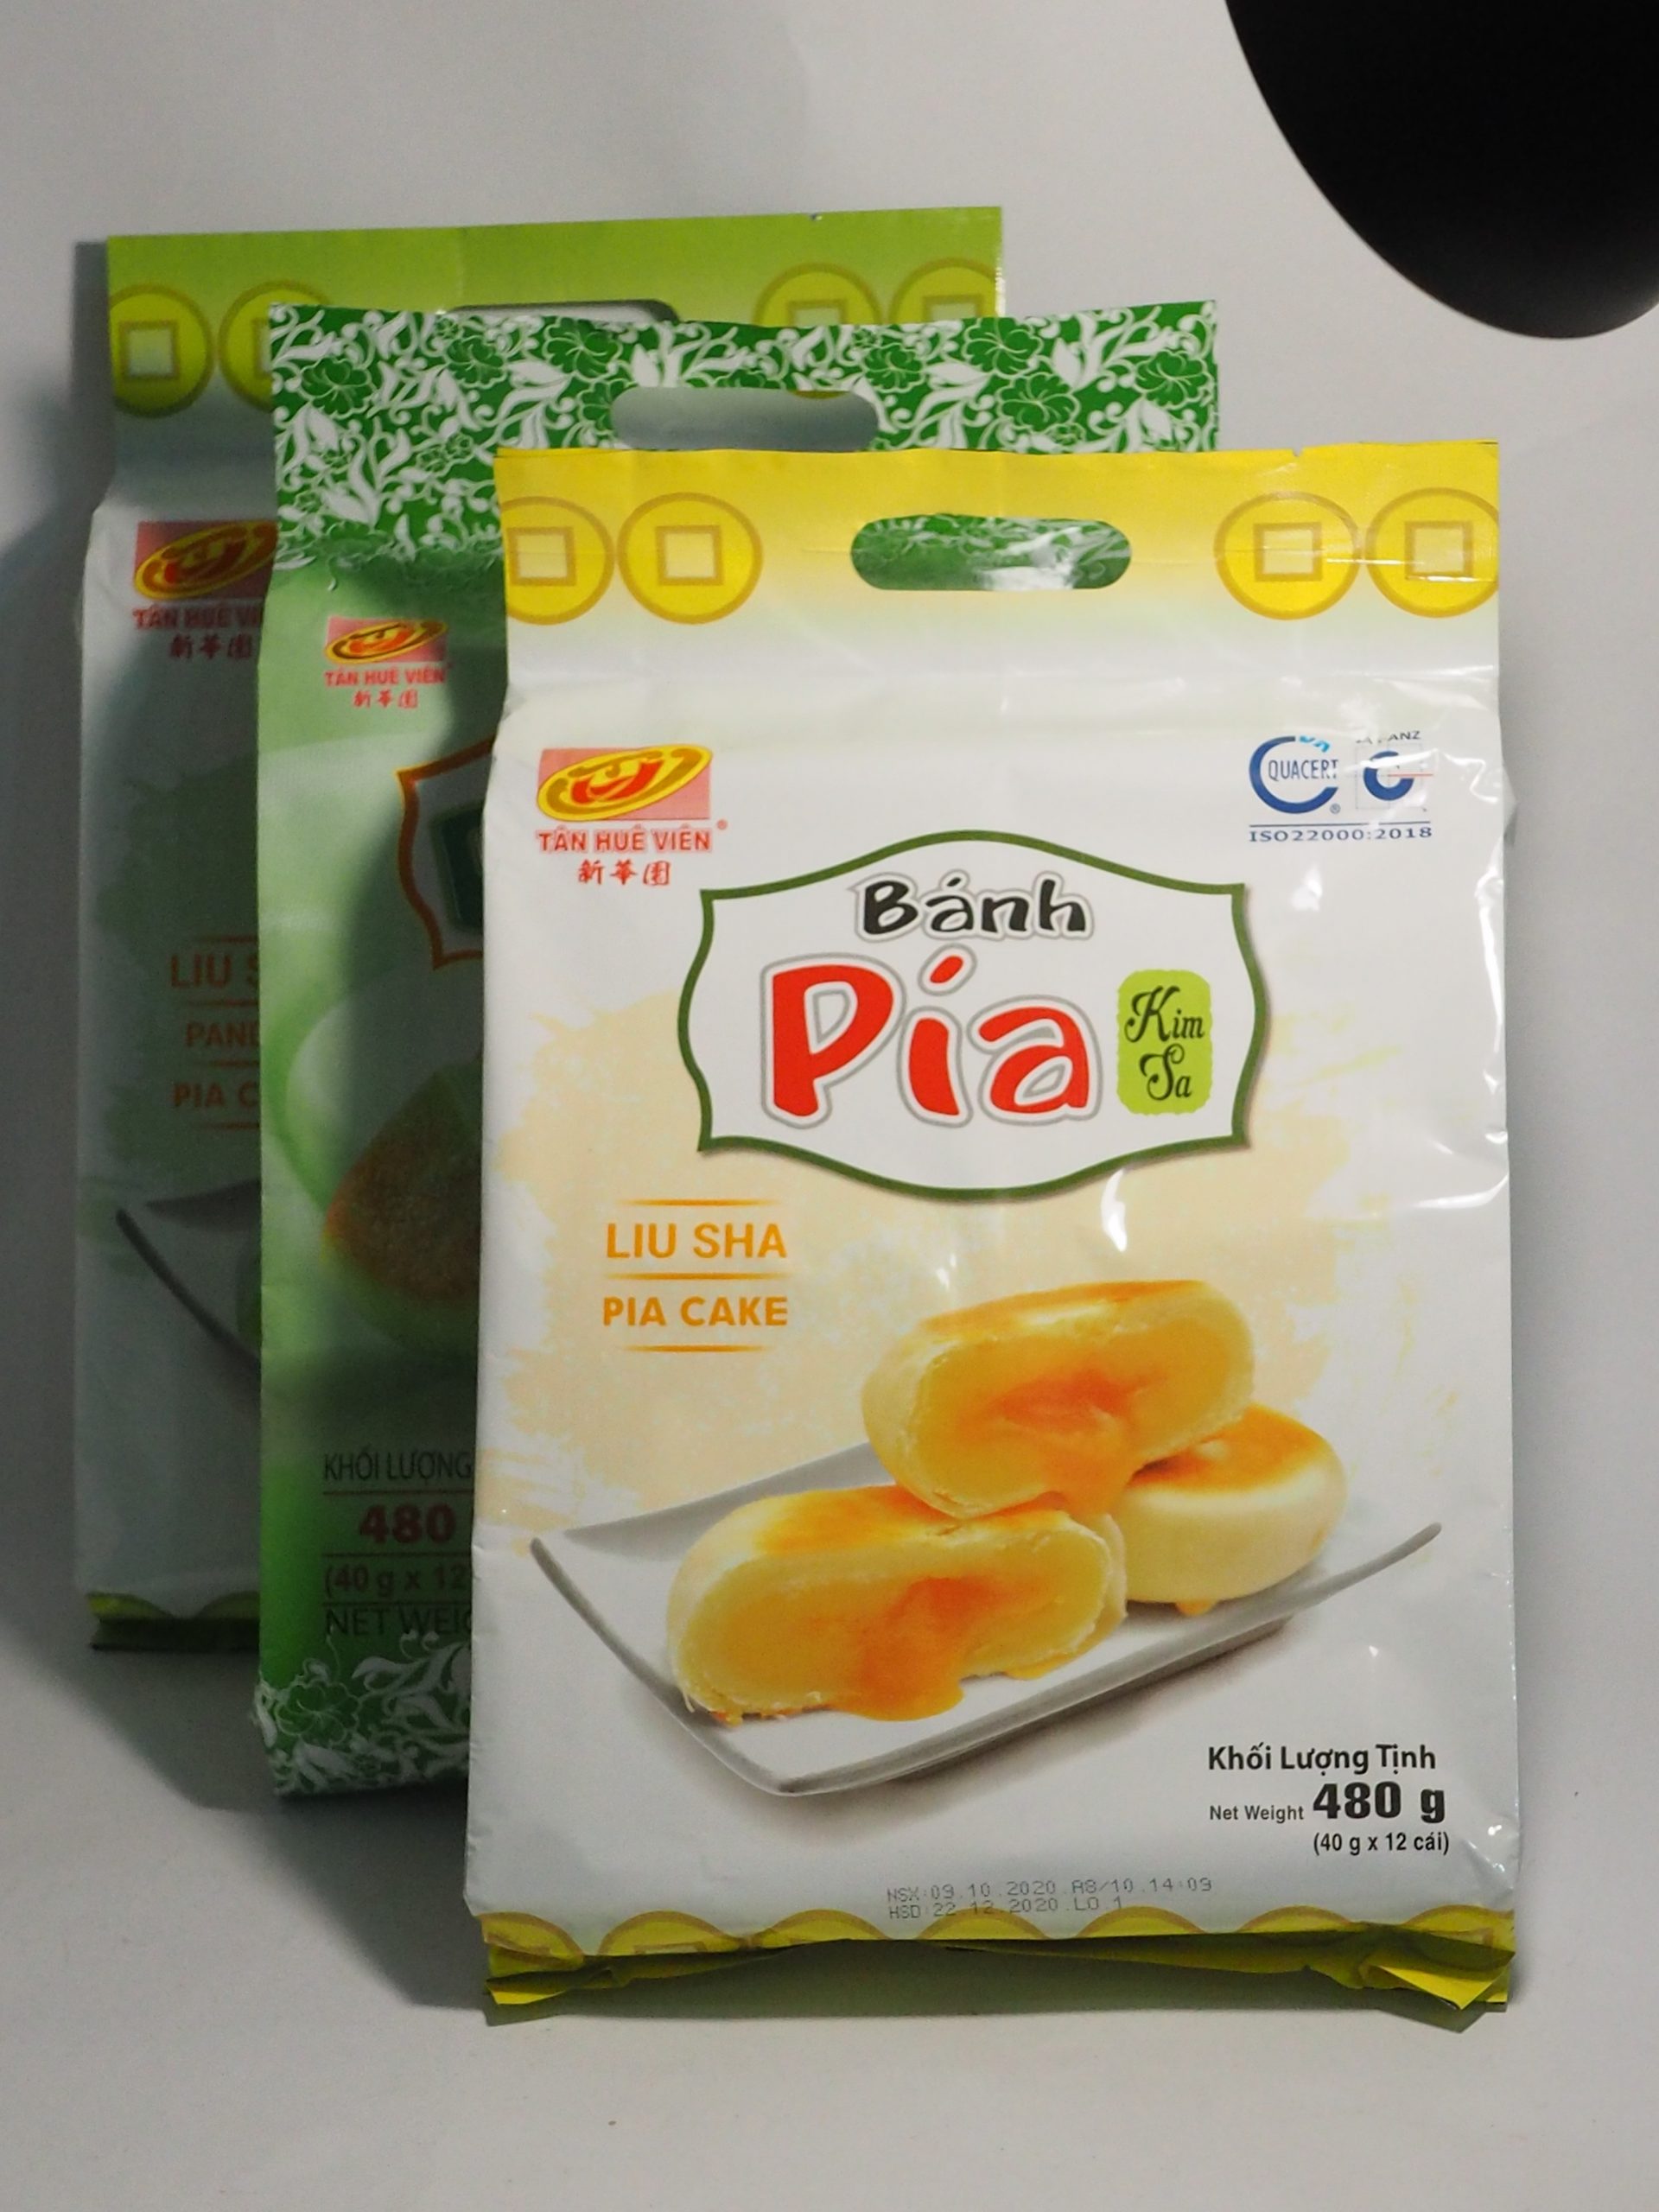 TÂN HUÊ VIÊN
新華園
LIU
PIA
TÂN HUÊ VIÊN
新華園
KHỐI LƯỢNG
480
(40 g x 12
NET
TÂN HUÊ VIÊN®
新華園
QUACERT®
ISO22000:2018
Bánh
Pía
Kim
Sa
LIU SHA
PIA CAKE
Khối Lượng Tịnh
Net Weight 480 g
(40 g x 12 cái)
NSX:09.10.2020.A8/10.14:09
HSD:22.12.2020.LO.1